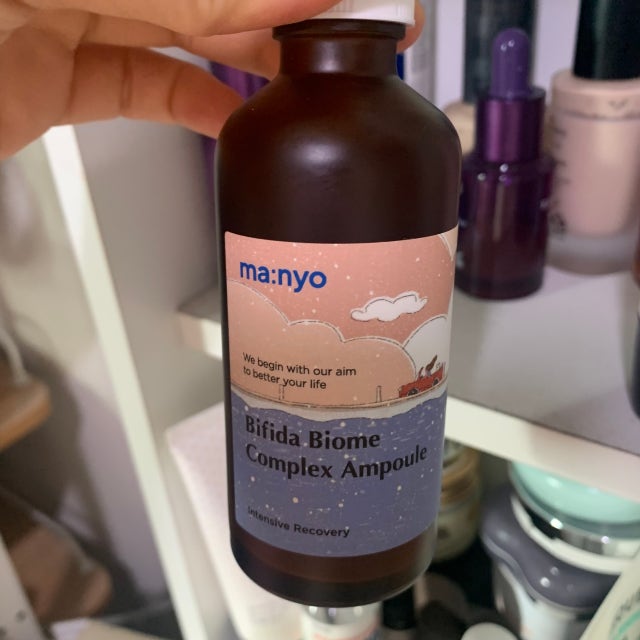 ma:nyo
We begin with our aim
to better your life
Bifida Biome
Complex Ampoule
Intensive Recovery